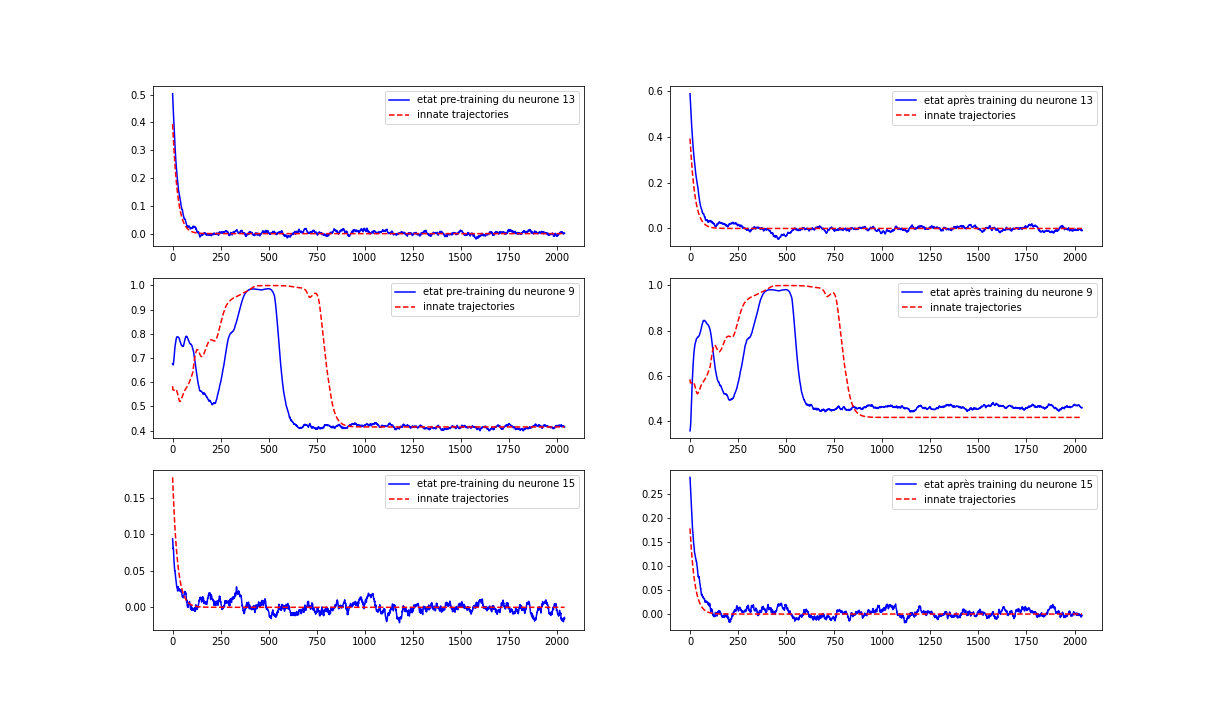 etat pre-training du neurone 13
innate trajectories
0.5
0.4
0.3
0.2
0.1
0.0
0 250 500 750 1000 1250 1500 1750 2000
etat après training du neurone 13
innate trajectories
0.6
0.4
0.2
0.0
0 250 500 750 1000 1250 1500 1750 2000
etat pre-training du neurone 9
innate trajectories
1.0
0.9
0.8
0.7
0.6
0.5
0.4
0 250 500 750 1000 1250 1500 1750 2000
etat après training du neurone 9
innate trajectories
1.0
0.8
0.6
0.4
0 250 500 750 1000 1250 1500 1750 2000
etat pre-training du neurone 15
innate trajectories
0.15
0.10
0.05
0.00
0 250 500 750 1000 1250 1500 1750 2000
etat après training du neurone 15
innate trajectories
0.25
0.20
0.15
0.10
0.05
0.00
0 250 500 750 1000 1250 1500 1750 2000